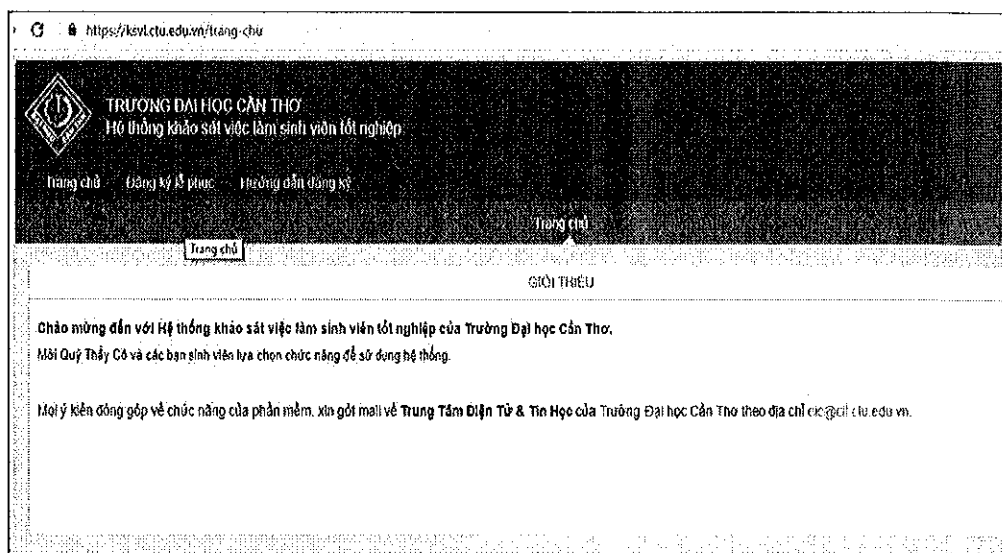 https://ksvl.ctu.edu.vn/trang-chu
TRƯỜNG ĐẠI HỌC CẦN THƠ
Hệ thống khảo sát việc làm sinh viên tốt nghiệp
Trang chủ Đăng ký lễ phục Hướng dẫn đăng ký
Trang chủ
Trang chủ
GIỚI THIỆU
Chào mừng đến với Hệ thống khảo sát việc làm sinh viên tốt nghiệp của Trường Đại học Cần Thơ.
Mời Quý Thầy Cô và các bạn sinh viên lựa chọn chức năng để sử dụng hệ thống.
Mọi ý kiến đóng góp về chức năng của phần mềm, xin gởi mail về Trung Tâm Điện Tử & Tin Học của Trường Đại học Cần Thơ theo địa chỉ